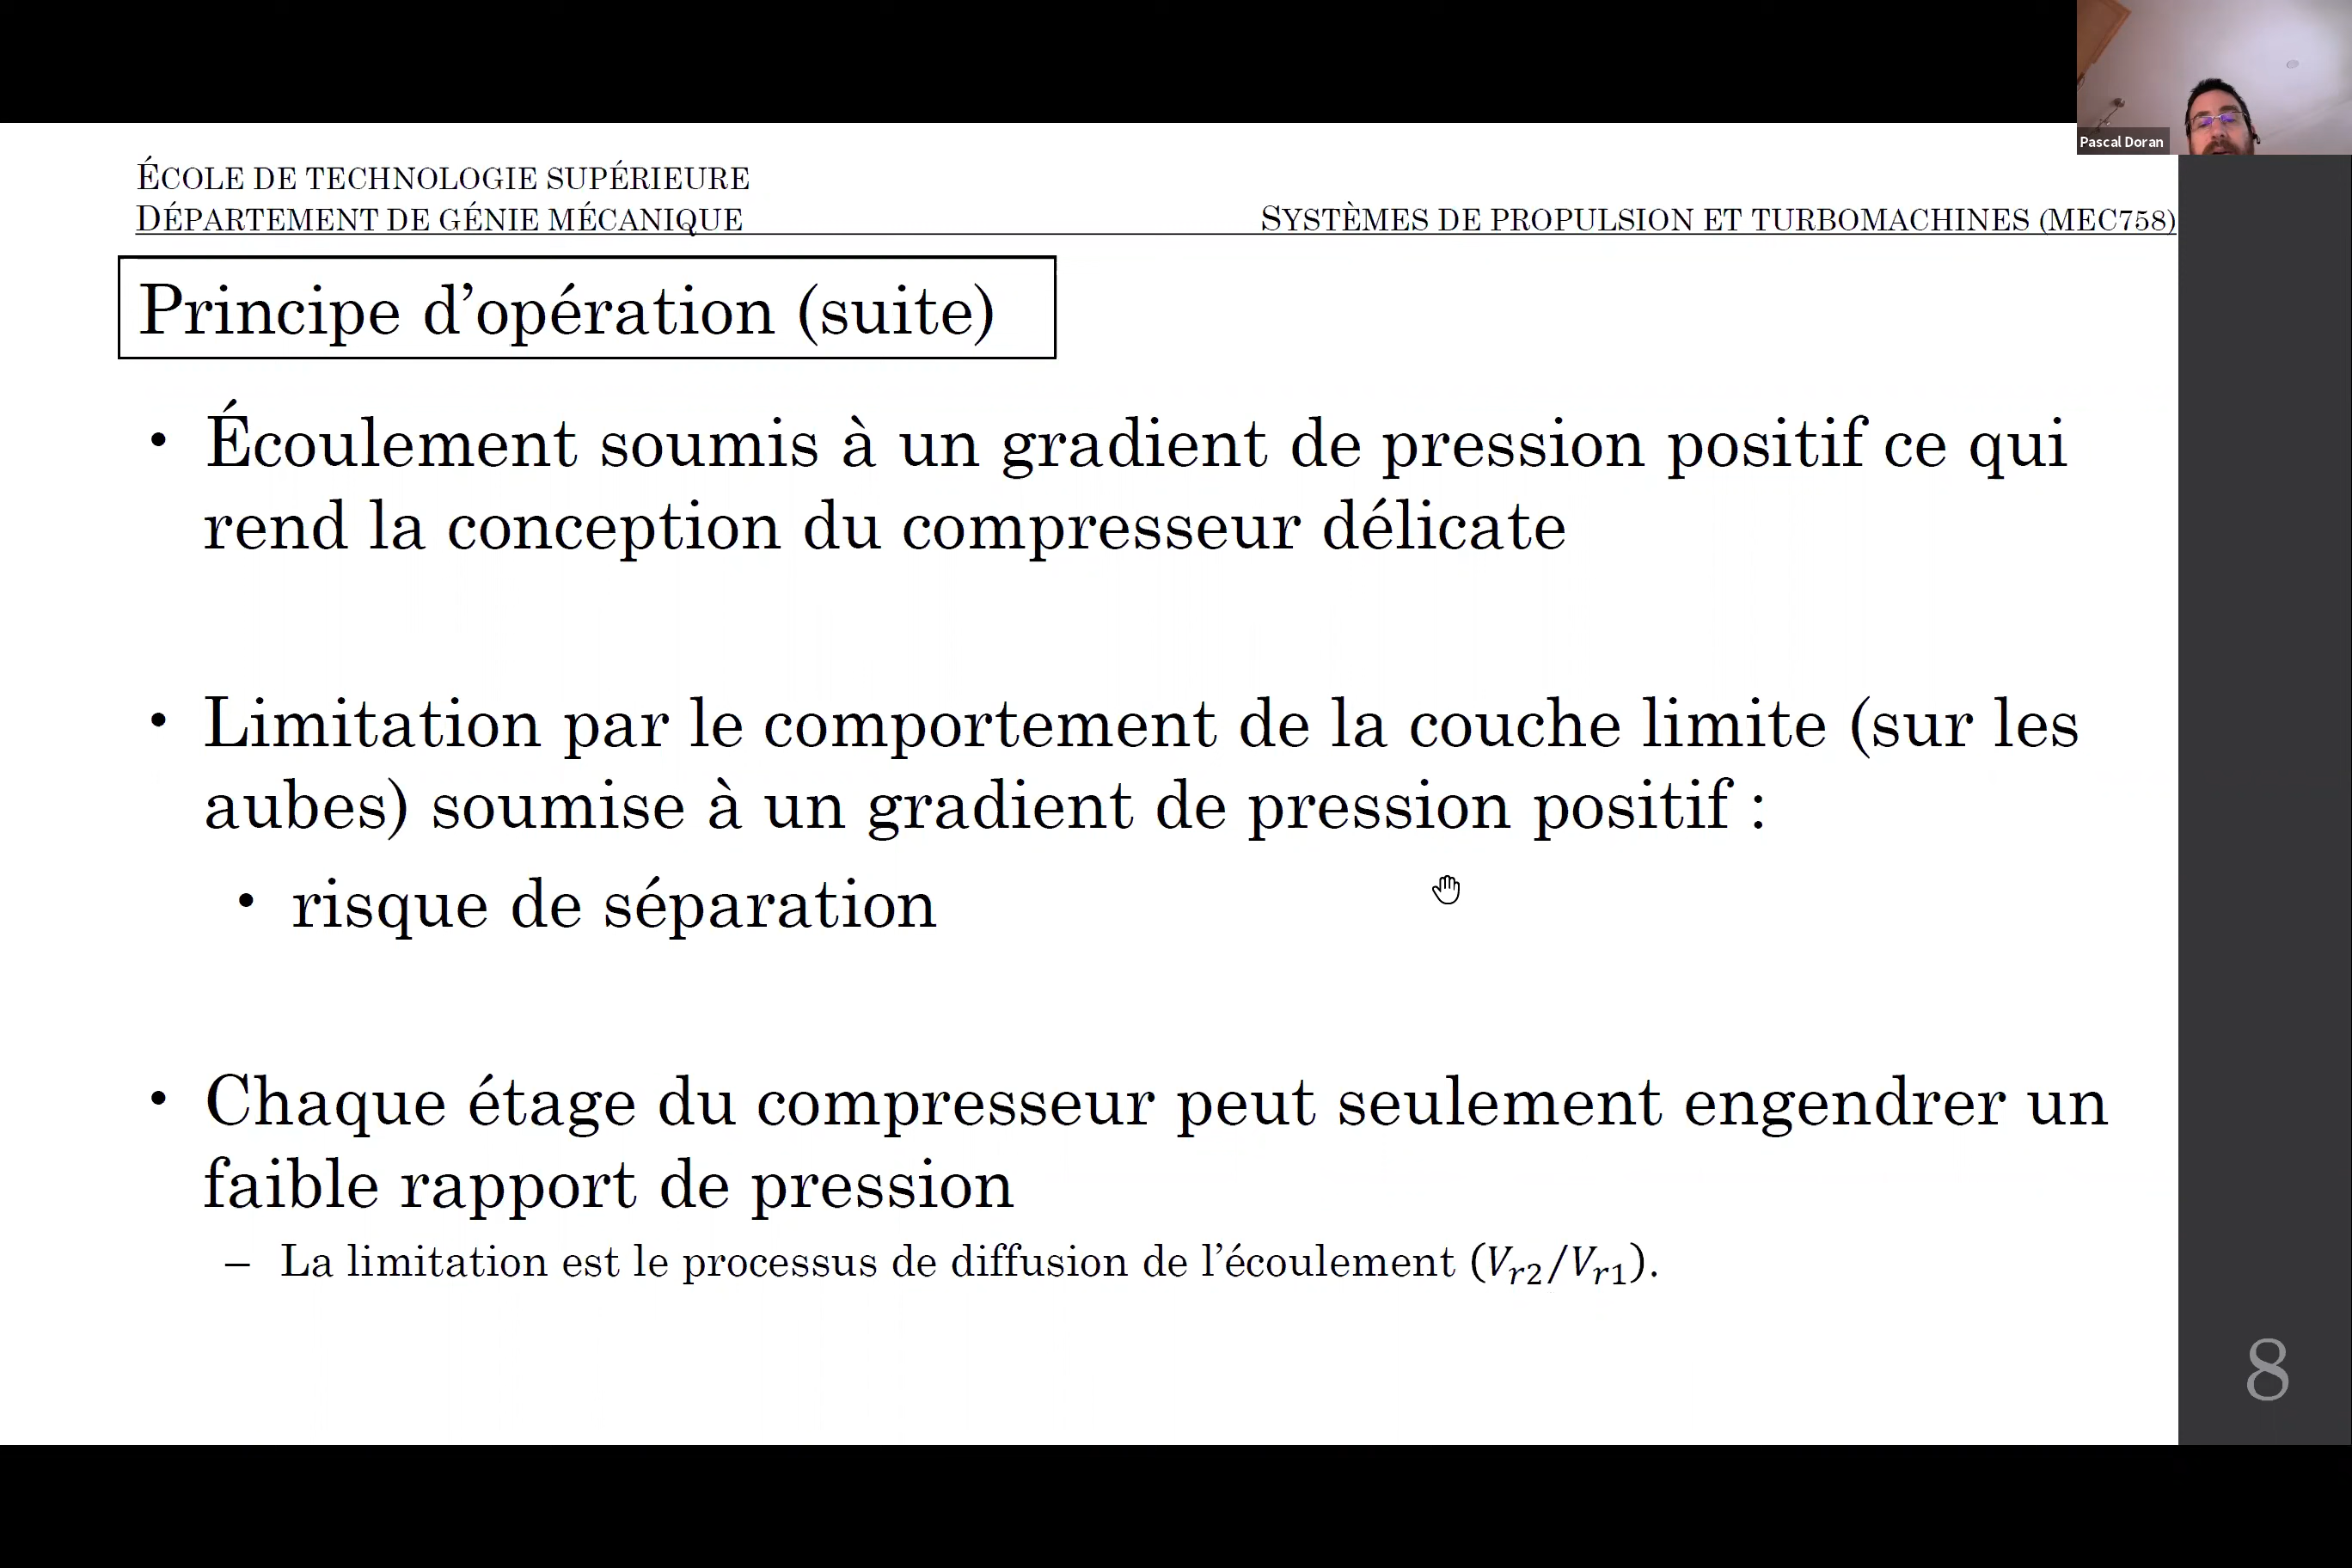 Pascal Doran
ÉCOLE DE TECHNOLOGIE SUPÉRIEURE
DÉPARTEMENT DE GÉNIE MÉCANIQUE
SYSTÈMES DE PROPULSION ET TURBOMACHINES (MEC758)
Principe d’opération (suite)
• Écoulement soumis à un gradient de pression positif ce qui
rend la conception du compresseur délicate
• Limitation par le comportement de la couche limite (sur les
aubes) soumise à un gradient de pression positif :
• risque de séparation
• Chaque étage du compresseur peut seulement engendrer un
faible rapport de pression
– La limitation est le processus de diffusion de l’écoulement (V_{r2}/V_{r1}).
8